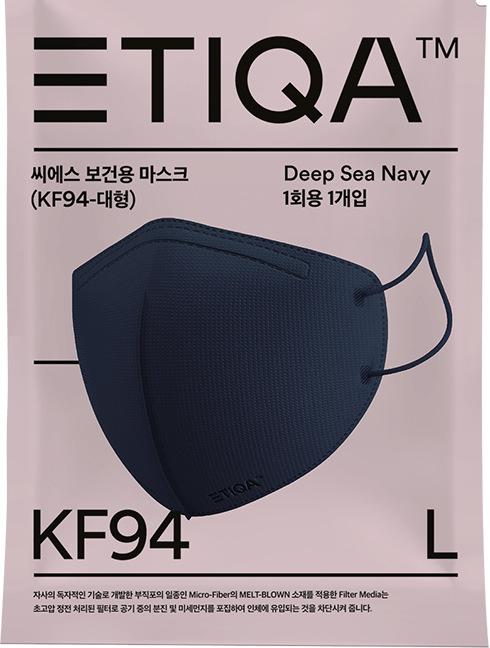 ETIQA™
씨에스 보건용 마스크
(KF94-대형)
Deep Sea Navy
1회용 1개입
ETIQA™
KF94
L
자사의 독자적인 기술로 개발한 부직포의 일종인 Micro-Fiber의 MELT-BLOWN 소재를 적용한 Filter Media는
초고압 정전 처리된 필터로 공기 중의 분진 및 미세먼지를 포집하여 인체에 유입되는 것을 차단시켜 줍니다.